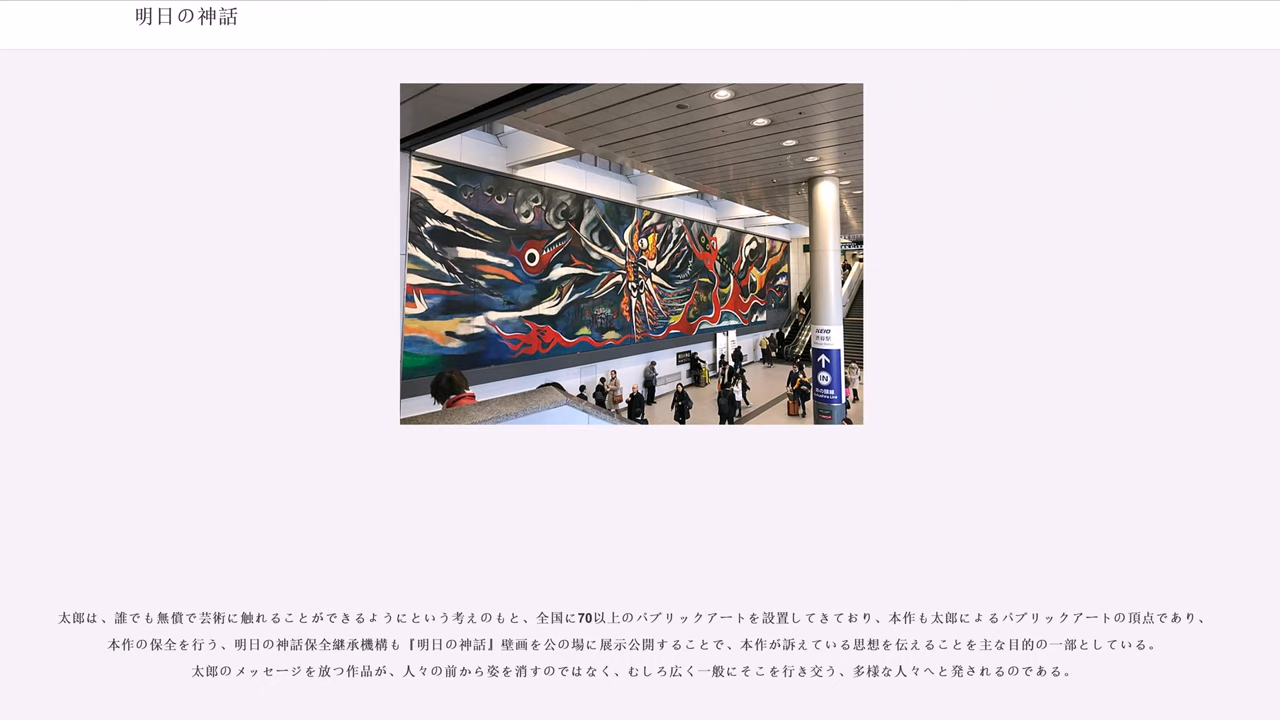 明日の神話
KEIO
渋谷駅
IN
太郎は、誰でも無償で芸術に触れることができるようにという考えのもと、全国に70以上のパブリックアートを設置してきており、本作も太郎によるパブリックアートの頂点であり、
本作の保全を行う、明日の神話保全継承機構も『明日の神話』壁画を公の場に展示公開することで、本作が訴えている思想を伝えることを主な目的の一部としている。
太郎のメッセージを放つ作品が、人々の前から姿を消すのではなく、むしろ広く一般にそこを行き交う、多様な人々へと発されるのである。